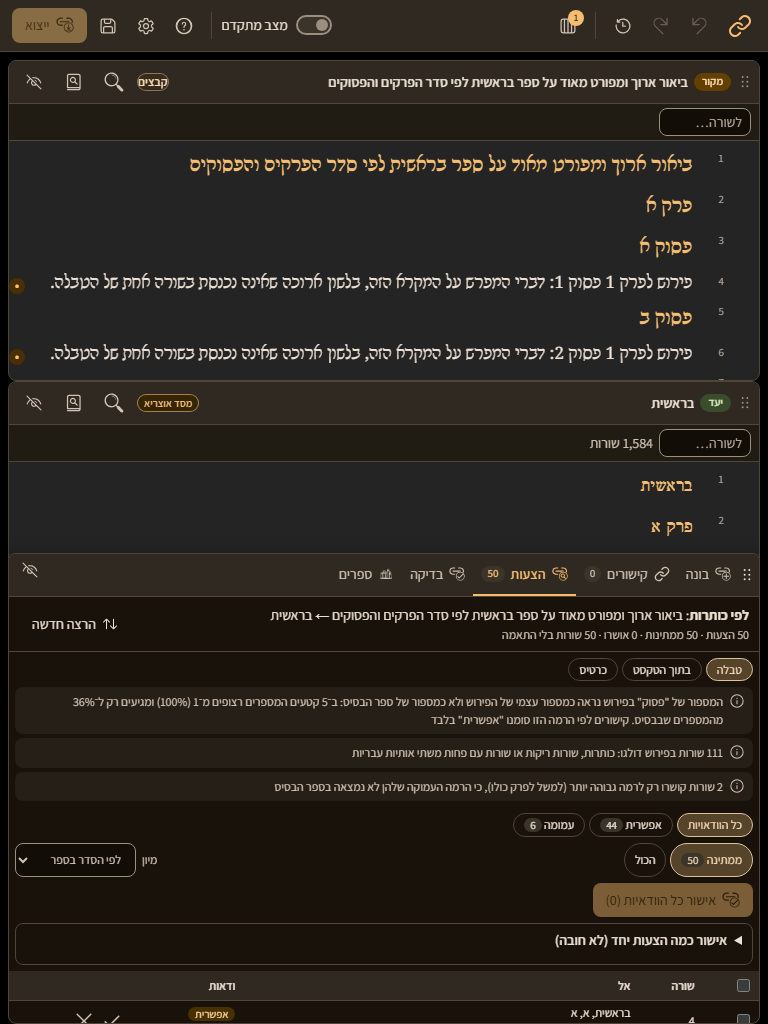 1
מצב מתקדם
ייצוא
מקור
ביאור ארוך ומפורט מאוד על ספר בראשית לפי סדר הפרקים והפסוקים
קבצים
לשורה…
1 ביאור ארוך ומפורט מאוד על ספר בראשית לפי סדר הפרקים והפסוקים
2 פרק א
3 פסוק א
4 פירוש לפרק 1 פסוק 1: דברי המפרש על המקרא הזה, בלשון ארוכה שאינה נכנסת בשורה אחת של הטבלה.
5 פסוק ב
6 פירוש לפרק 1 פסוק 2: דברי המפרש על המקרא הזה, בלשון ארוכה שאינה נכנסת בשורה אחת של הטבלה.
יעד
בראשית
מסד אוצריא
לשורה…
1,584 שורות
1 בראשית
2 פרק א
בונה
קישורים 0
הצעות 50
בדיקה
ספרים
לפי כותרות: ביאור ארוך ומפורט מאוד על ספר בראשית לפי סדר הפרקים והפסוקים ← בראשית
50 הצעות · 50 ממתינות · 0 אושרו · 50 שורות בלי התאמה
הרצה חדשה
טבלה
בתוך הטקסט
כרטיס
המספור של "פסוק" בפירוש נראה כמספור עצמי של הפירוש ולא כמספור של ספר הבסיס: ב־5 קטעים המספרים רצופים מ־1 (100%) ומגיעים רק ל־36%
מהמספרים שבבסיס. קישורים לפי הרמה הזו סומנו "אפשרית" בלבד
111 שורות בפירוש דולגו: כותרות, שורות ריקות או שורות עם פחות משתי אותיות עבריות
2 שורות קושרו רק לרמה גבוהה יותר (למשל לפרק כולו), כי הרמה העמוקה שלהן לא נמצאה בספר הבסיס
כל הוודאויות
אפשרית 44
עמומה 6
ממתינה 50
הכול
מיון
לפי הסדר בספר
אישור כל הוודאיות (0)
אישור כמה הצעות יחד (לא חובה)
שורה
אל
ודאות
4
בראשית, א, א
אפשרית